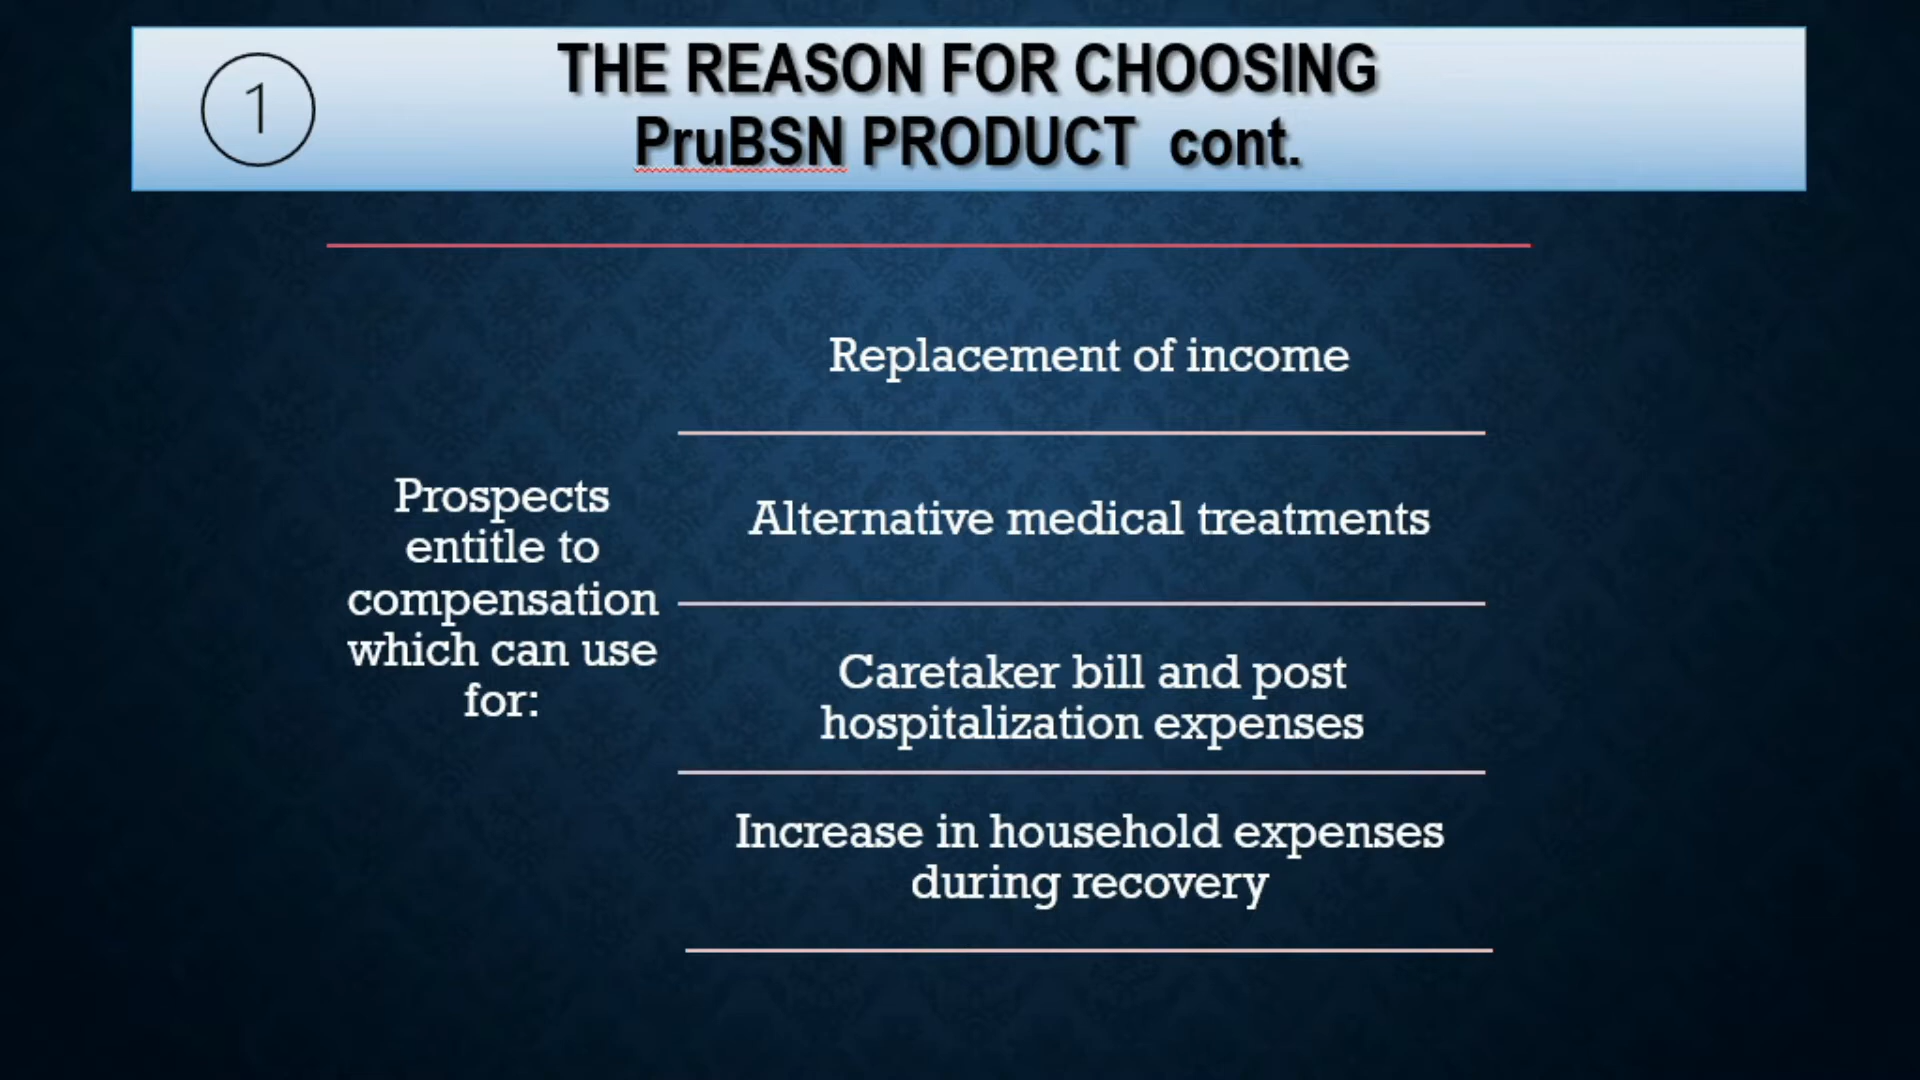 1
THE REASON FOR CHOOSING
PruBSN PRODUCT cont.
Prospects
entitle to
compensation
which can use
for:
Replacement of income
Alternative medical treatments
Caretaker bill and post
hospitalization expenses
Increase in household expenses
during recovery